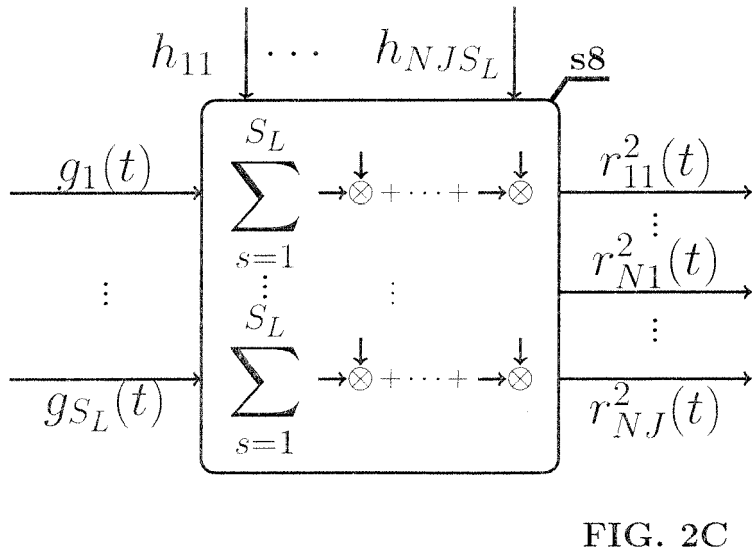 h_{11} ... h_{NJS_L}
s8
g_1(t) S_L ∑ s=1 ⊗ + ··· + ⊗ r^2_{11}(t)
⋮
r^2_{N1}(t)
⋮ ⋮ ⋮ ⋮
g_{S_L}(t) S_L ∑ s=1 ⊗ + ··· + ⊗ r^2_{NJ}(t)
FIG. 2C